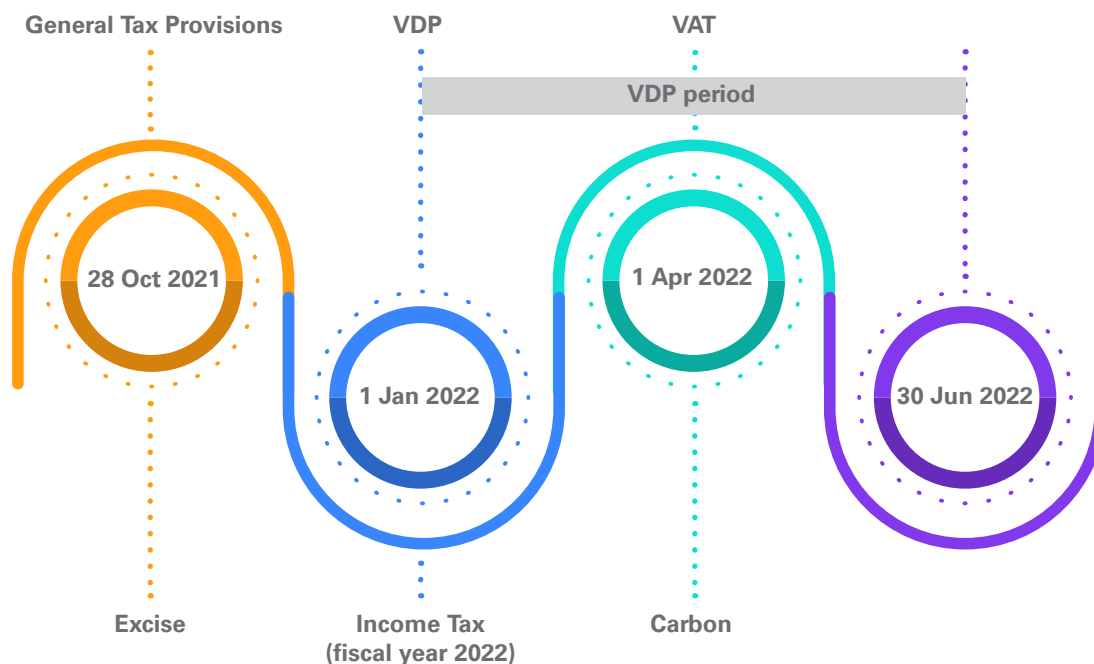 General Tax Provisions
VDP
VAT
VDP period
28 Oct 2021
1 Apr 2022
1 Jan 2022
30 Jun 2022
Excise
Income Tax
(fiscal year 2022)
Carbon